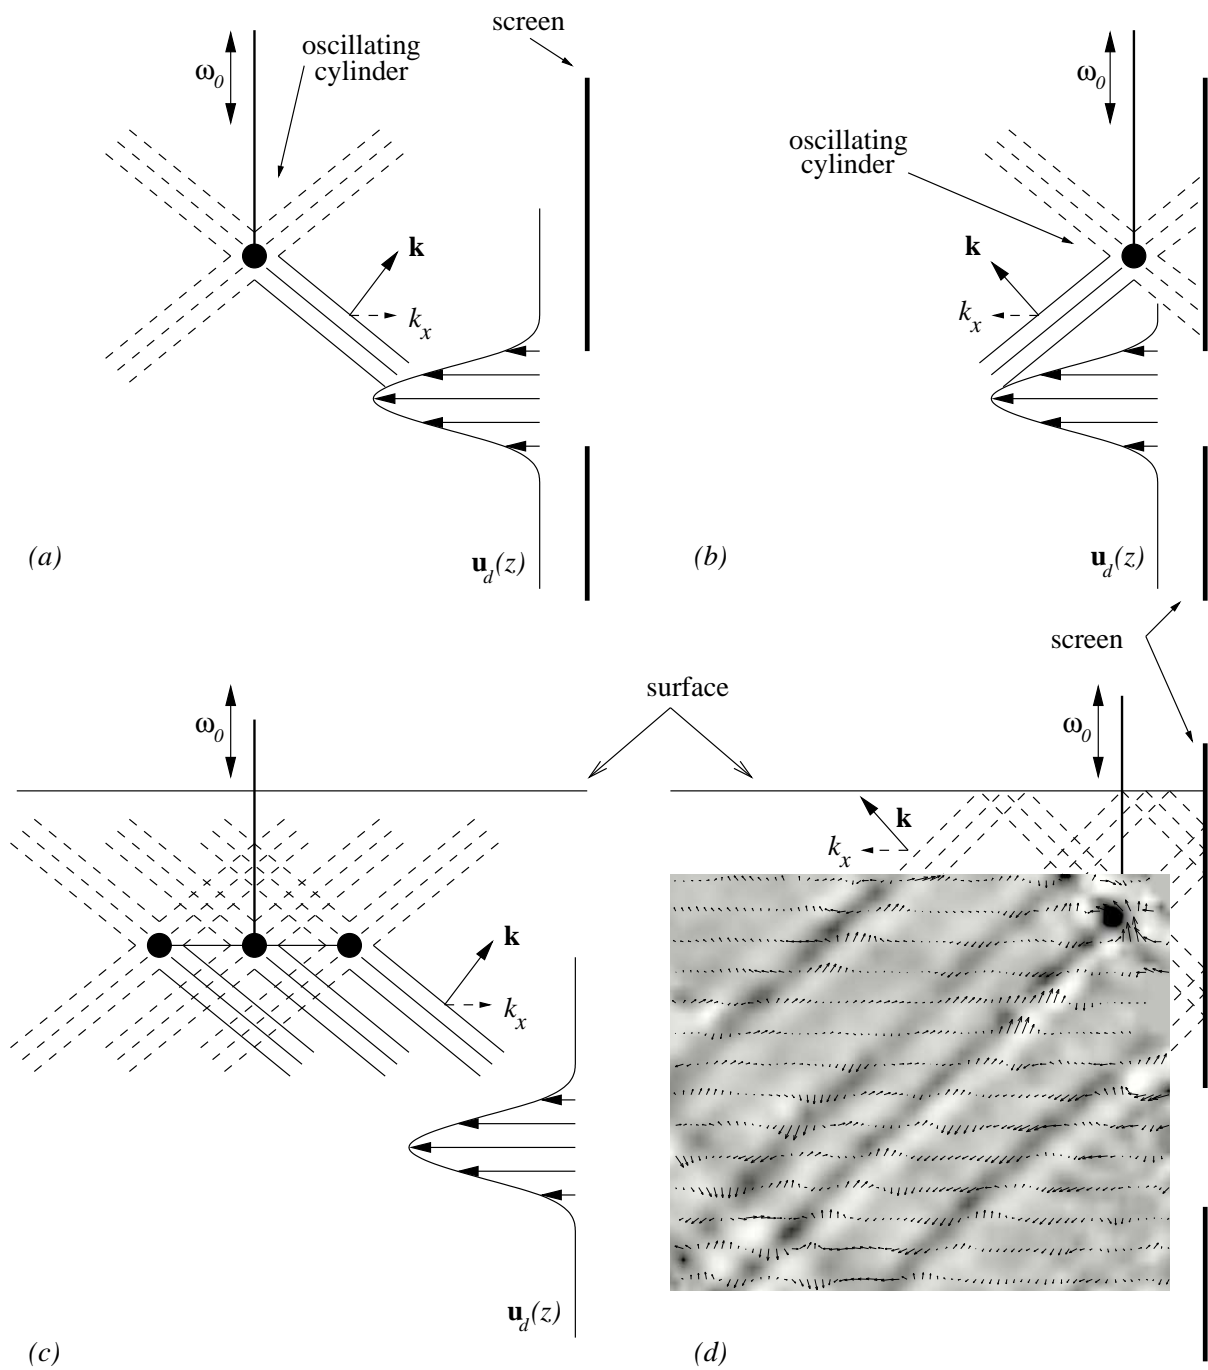 screen
oscillating
cylinder
ω0
k
kx
ud(z)
(a)
ω0
oscillating
cylinder
k
kx
ud(z)
(b)
screen
surface
ω0
k
kx
ud(z)
(c)
ω0
k
kx
(d)